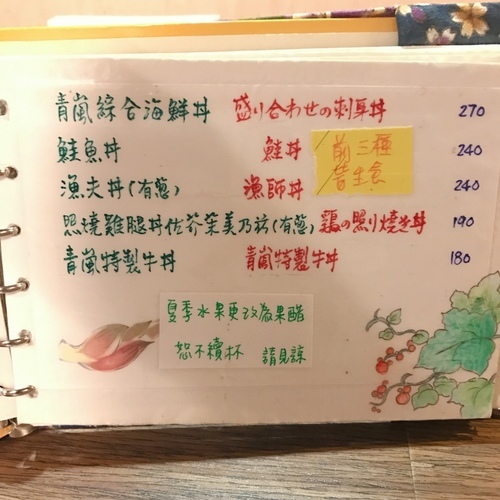 青嵐綜合海鮮丼 盛り合わせの刺身丼 270
鮭魚丼 鮭丼 240
漁夫丼(有蔥)漁師丼 240
前三種
皆生食
照燒雞腿丼佐芥茉美乃滋(有蔥) 鶏の照り焼き丼 190
青嵐特製牛丼 青嵐特製牛丼 180
夏季水果更改為果醋
恕不續杯 請見諒